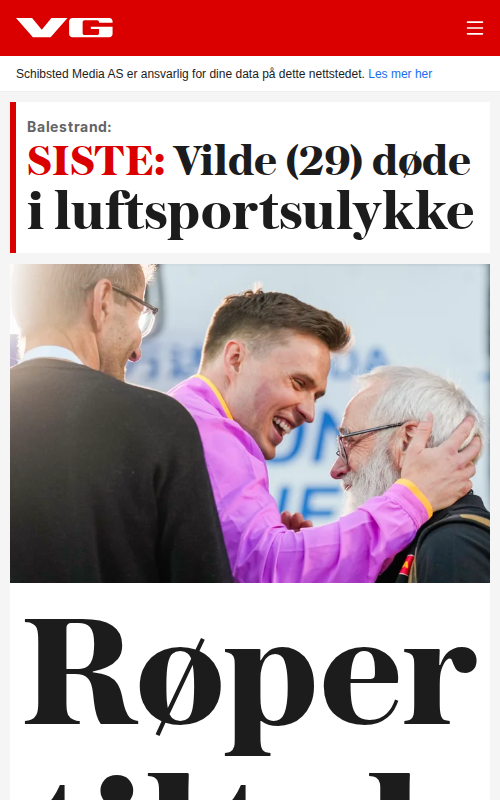 VG
Schibsted Media AS er ansvarlig for dine data på dette nettstedet. Les mer her
Balestrand:
SISTE: Vilde (29) døde
i luftsportsulykke
Røper